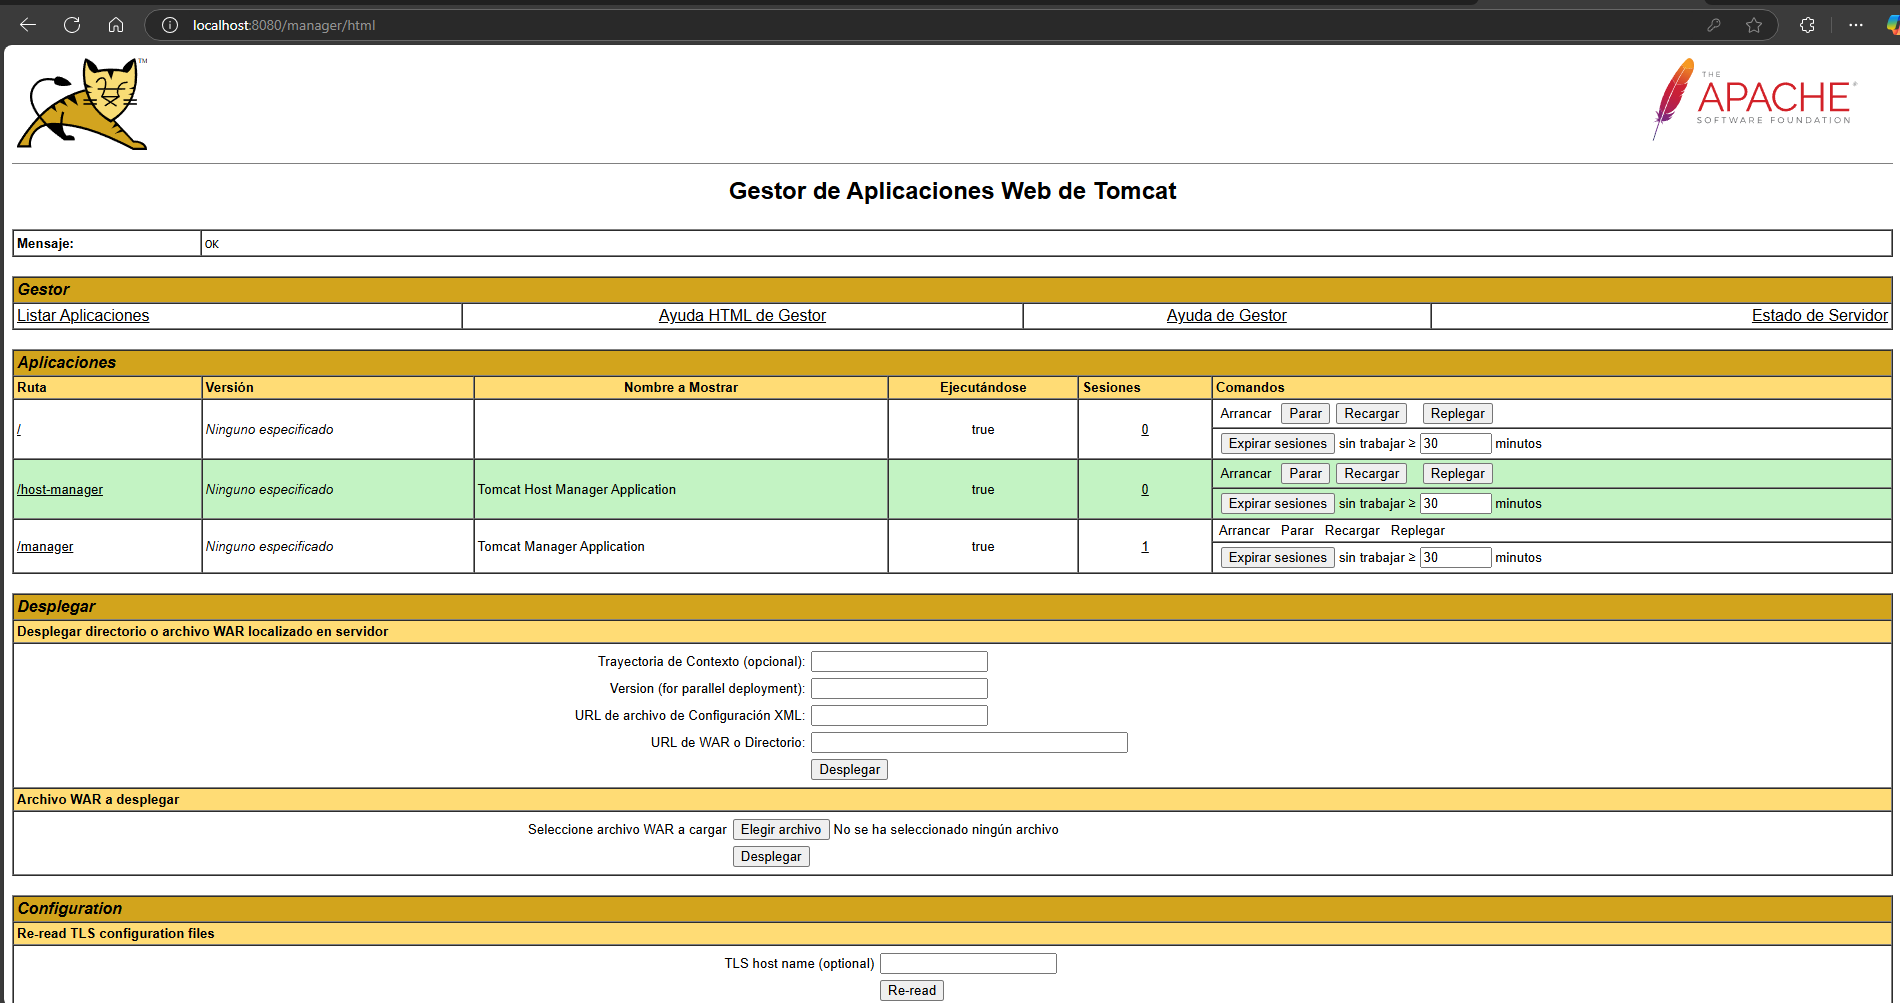 localhost:8080/manager/html
TM
THE
APACHE®
SOFTWARE FOUNDATION
Gestor de Aplicaciones Web de Tomcat
Mensaje: OK
Gestor
Listar Aplicaciones Ayuda HTML de Gestor Ayuda de Gestor Estado de Servidor
Aplicaciones
Ruta Versión Nombre a Mostrar Ejecutándose Sesiones Comandos
/ Ninguno especificado true 0 Arrancar Parar Recargar Replegar
Expirar sesiones sin trabajar ≥ 30 minutos
/host-manager Ninguno especificado Tomcat Host Manager Application true 0 Arrancar Parar Recargar Replegar
Expirar sesiones sin trabajar ≥ 30 minutos
/manager Ninguno especificado Tomcat Manager Application true 1 Arrancar Parar Recargar Replegar
Expirar sesiones sin trabajar ≥ 30 minutos
Desplegar
Desplegar directorio o archivo WAR localizado en servidor
Trayectoria de Contexto (opcional):
Version (for parallel deployment):
URL de archivo de Configuración XML:
URL de WAR o Directorio:
Desplegar
Archivo WAR a desplegar
Seleccione archivo WAR a cargar Elegir archivo No se ha seleccionado ningún archivo
Desplegar
Configuration
Re-read TLS configuration files
TLS host name (optional)
Re-read